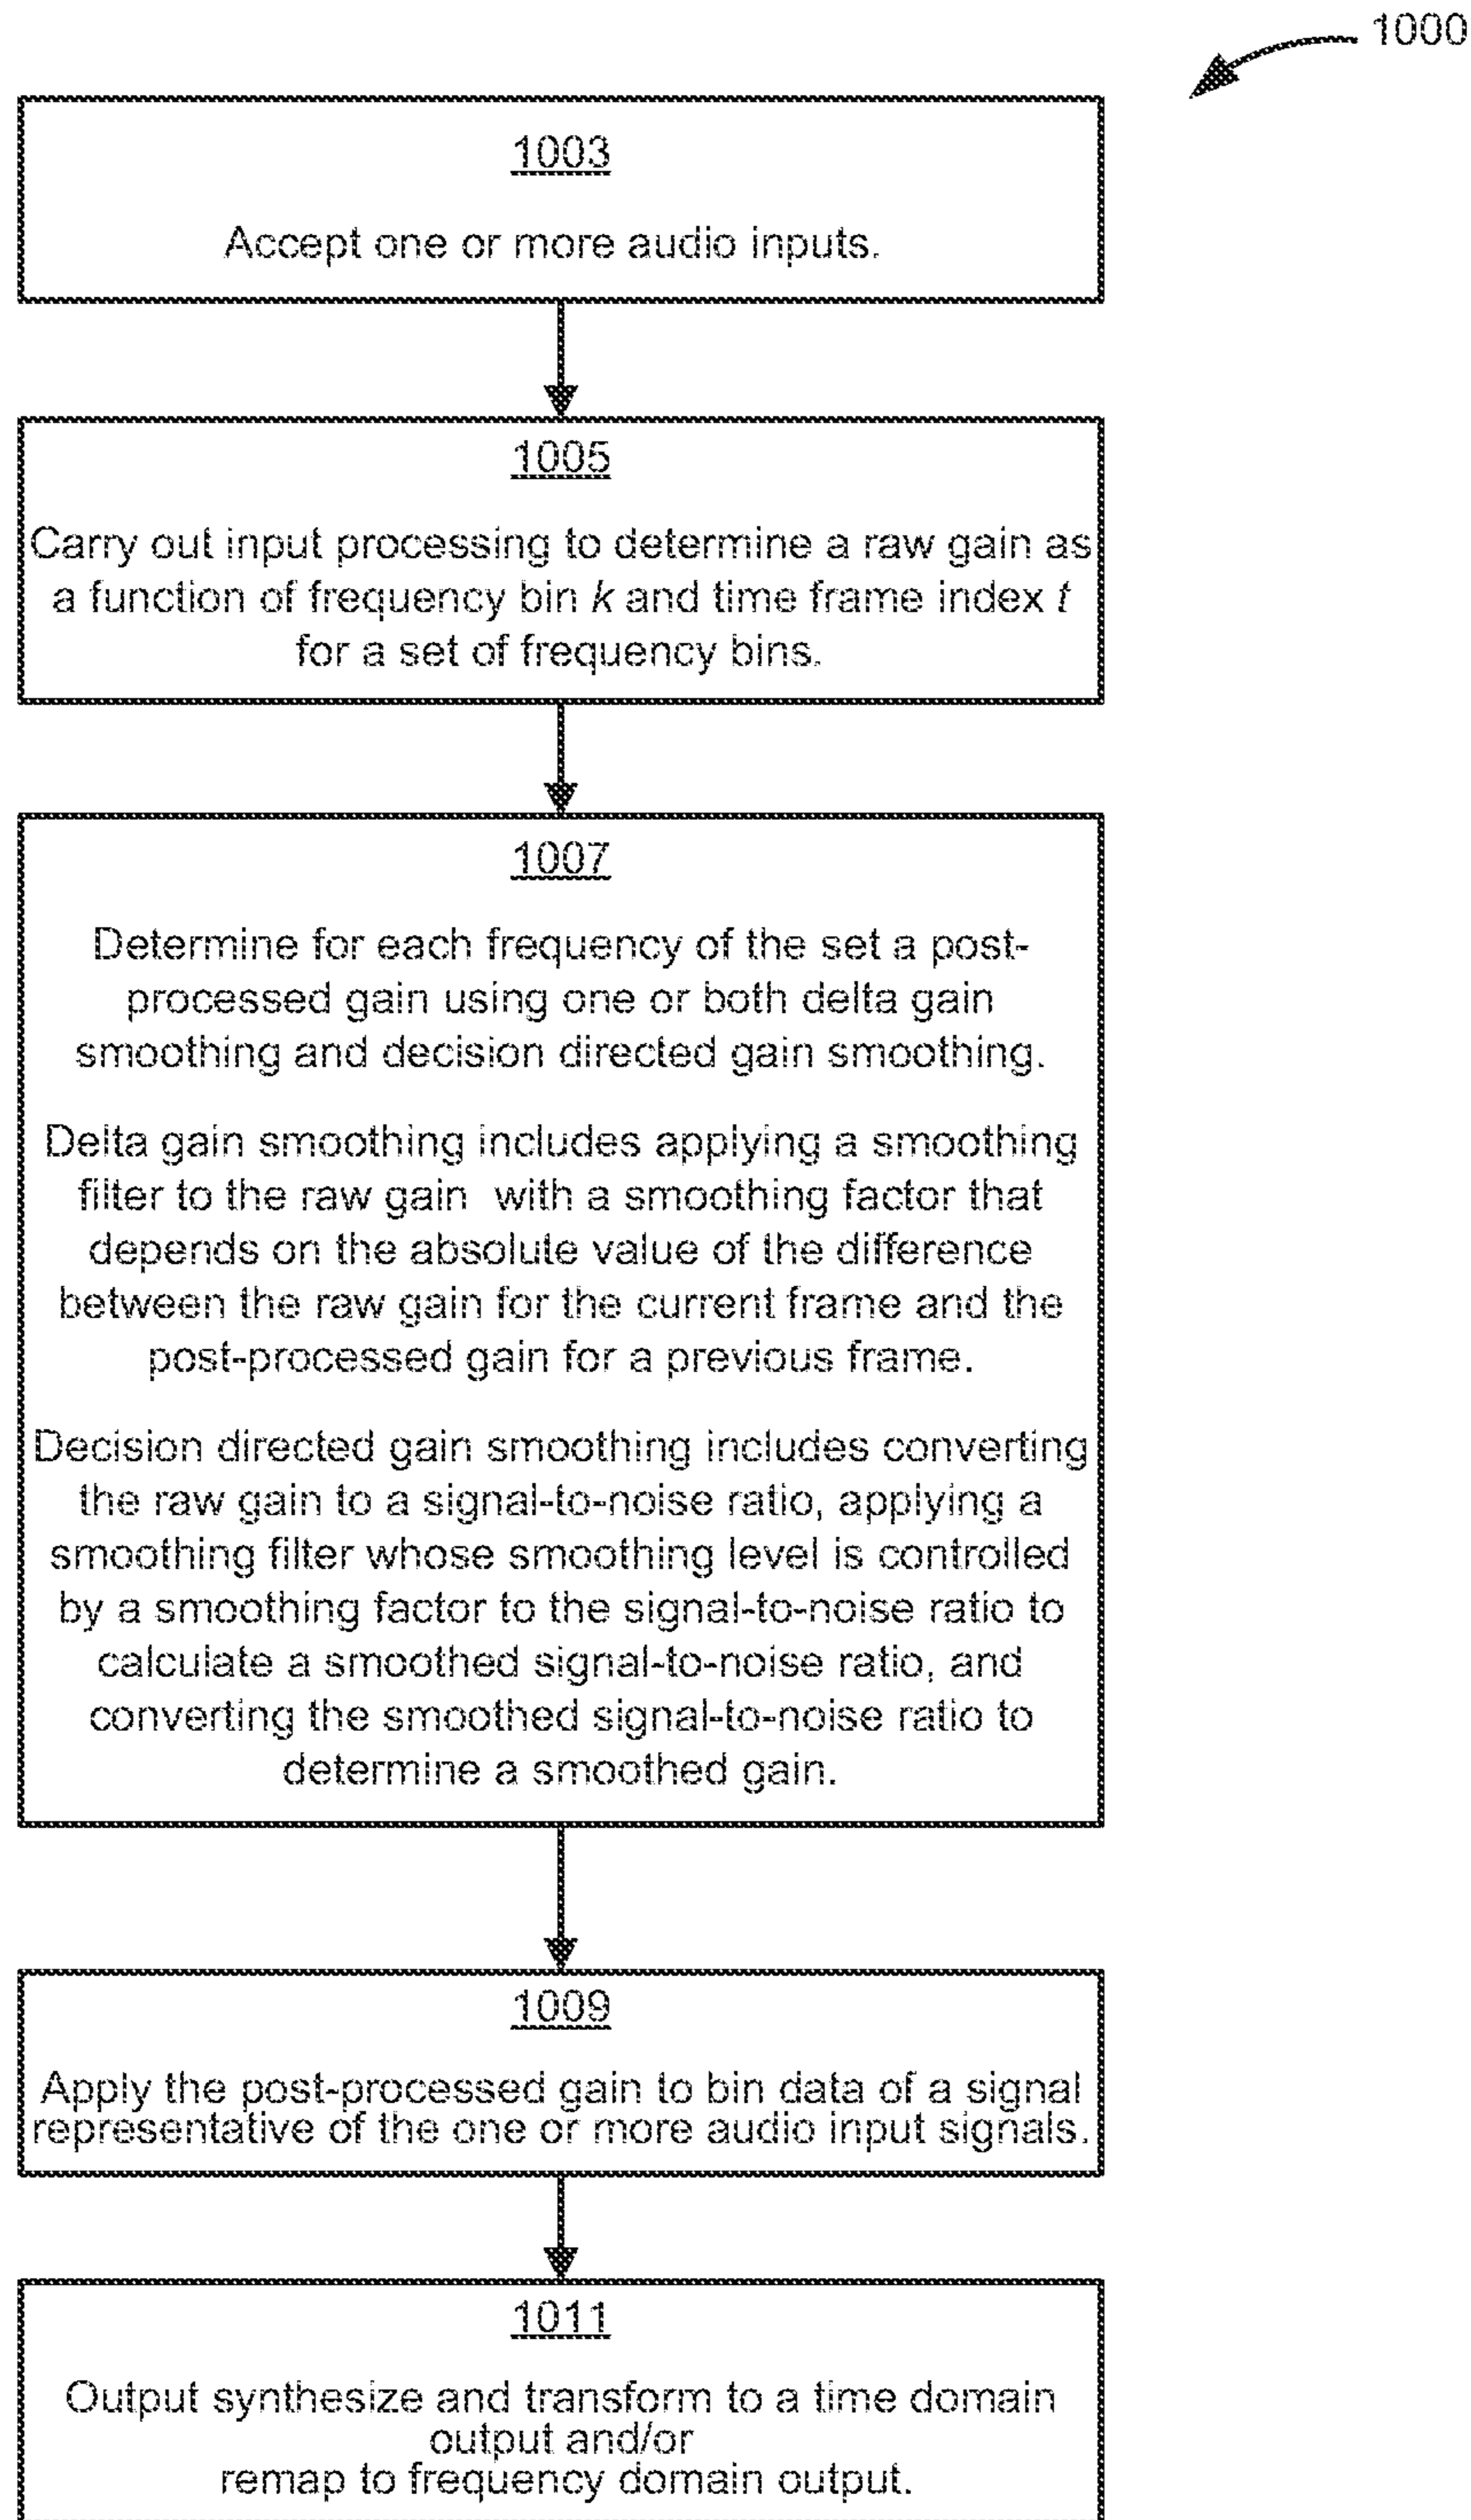 1000
1003
Accept one or more audio inputs.
1005
Carry out input processing to determine a raw gain as
a function of frequency bin k and time frame index t
for a set of frequency bins.
1007
Determine for each frequency of the set a post-
processed gain using one or both delta gain
smoothing and decision directed gain smoothing.
Delta gain smoothing includes applying a smoothing
filter to the raw gain with a smoothing factor that
depends on the absolute value of the difference
between the raw gain for the current frame and the
post-processed gain for a previous frame.
Decision directed gain smoothing includes converting
the raw gain to a signal-to-noise ratio, applying a
smoothing filter whose smoothing level is controlled
by a smoothing factor to the signal-to-noise ratio to
calculate a smoothed signal-to-noise ratio, and
converting the smoothed signal-to-noise ratio to
determine a smoothed gain.
1009
Apply the post-processed gain to bin data of a signal
representative of the one or more audio input signals.
1011
Output synthesize and transform to a time domain
output and/or
remap to frequency domain output.